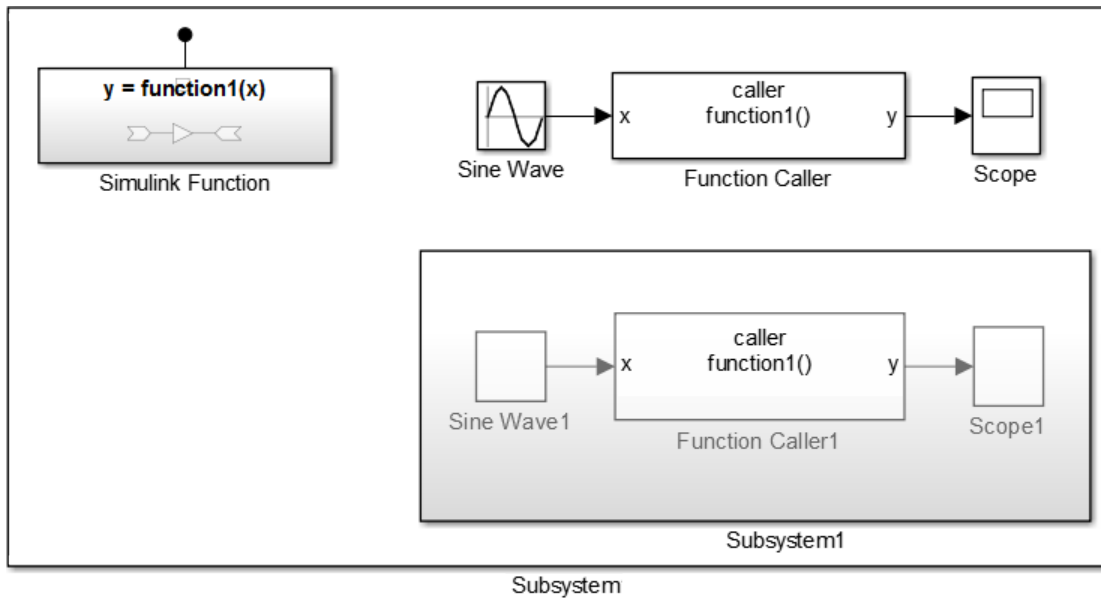 y = function1(x)
Simulink Function
Sine Wave
x
caller
function1()
y
Function Caller
Scope
Sine Wave1
x
caller
function1()
y
Function Caller1
Scope1
Subsystem1
Subsystem